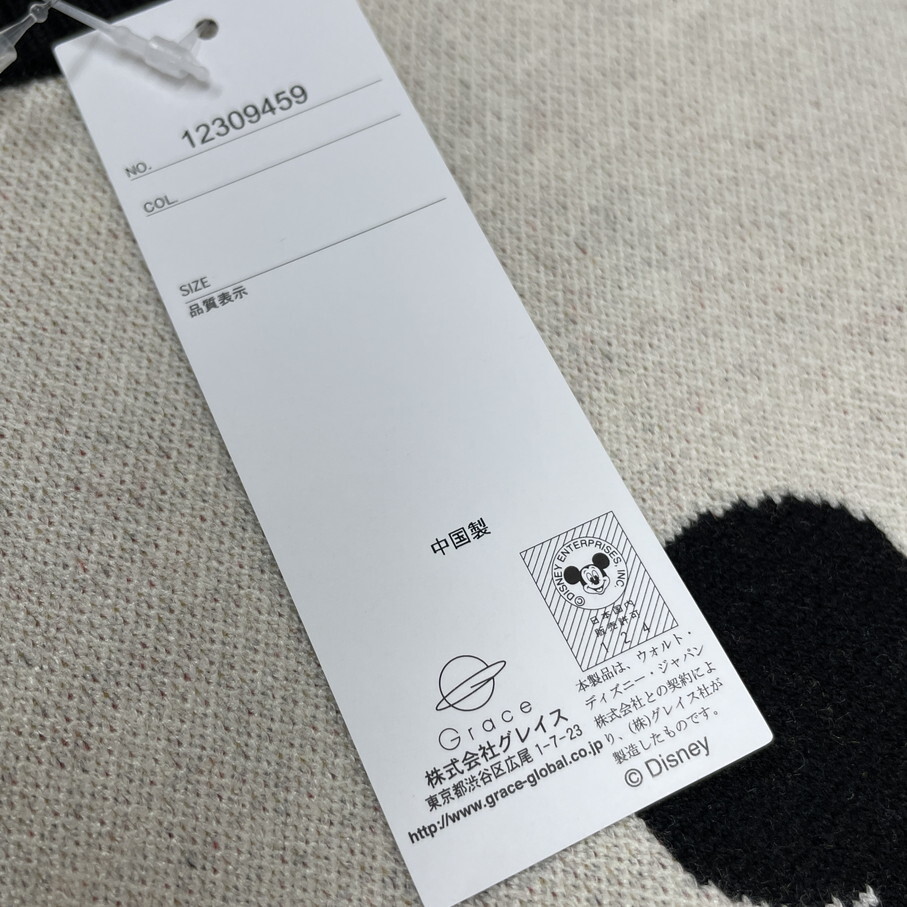 NO. 12309459
COL.
SIZE
品質表示
中国製
©DISNEY ENTERPRISES, INC
日本国内
販売許可
1 2 4
本製品は、ウォルト・
ディズニー・ジャパン
株式会社との契約によ
り、(株)グレイス社が
製造したものです。
© Disney
Grace
株式会社グレイス
東京都渋谷区広尾 1-7-23
http://www.grace-global.co.jp